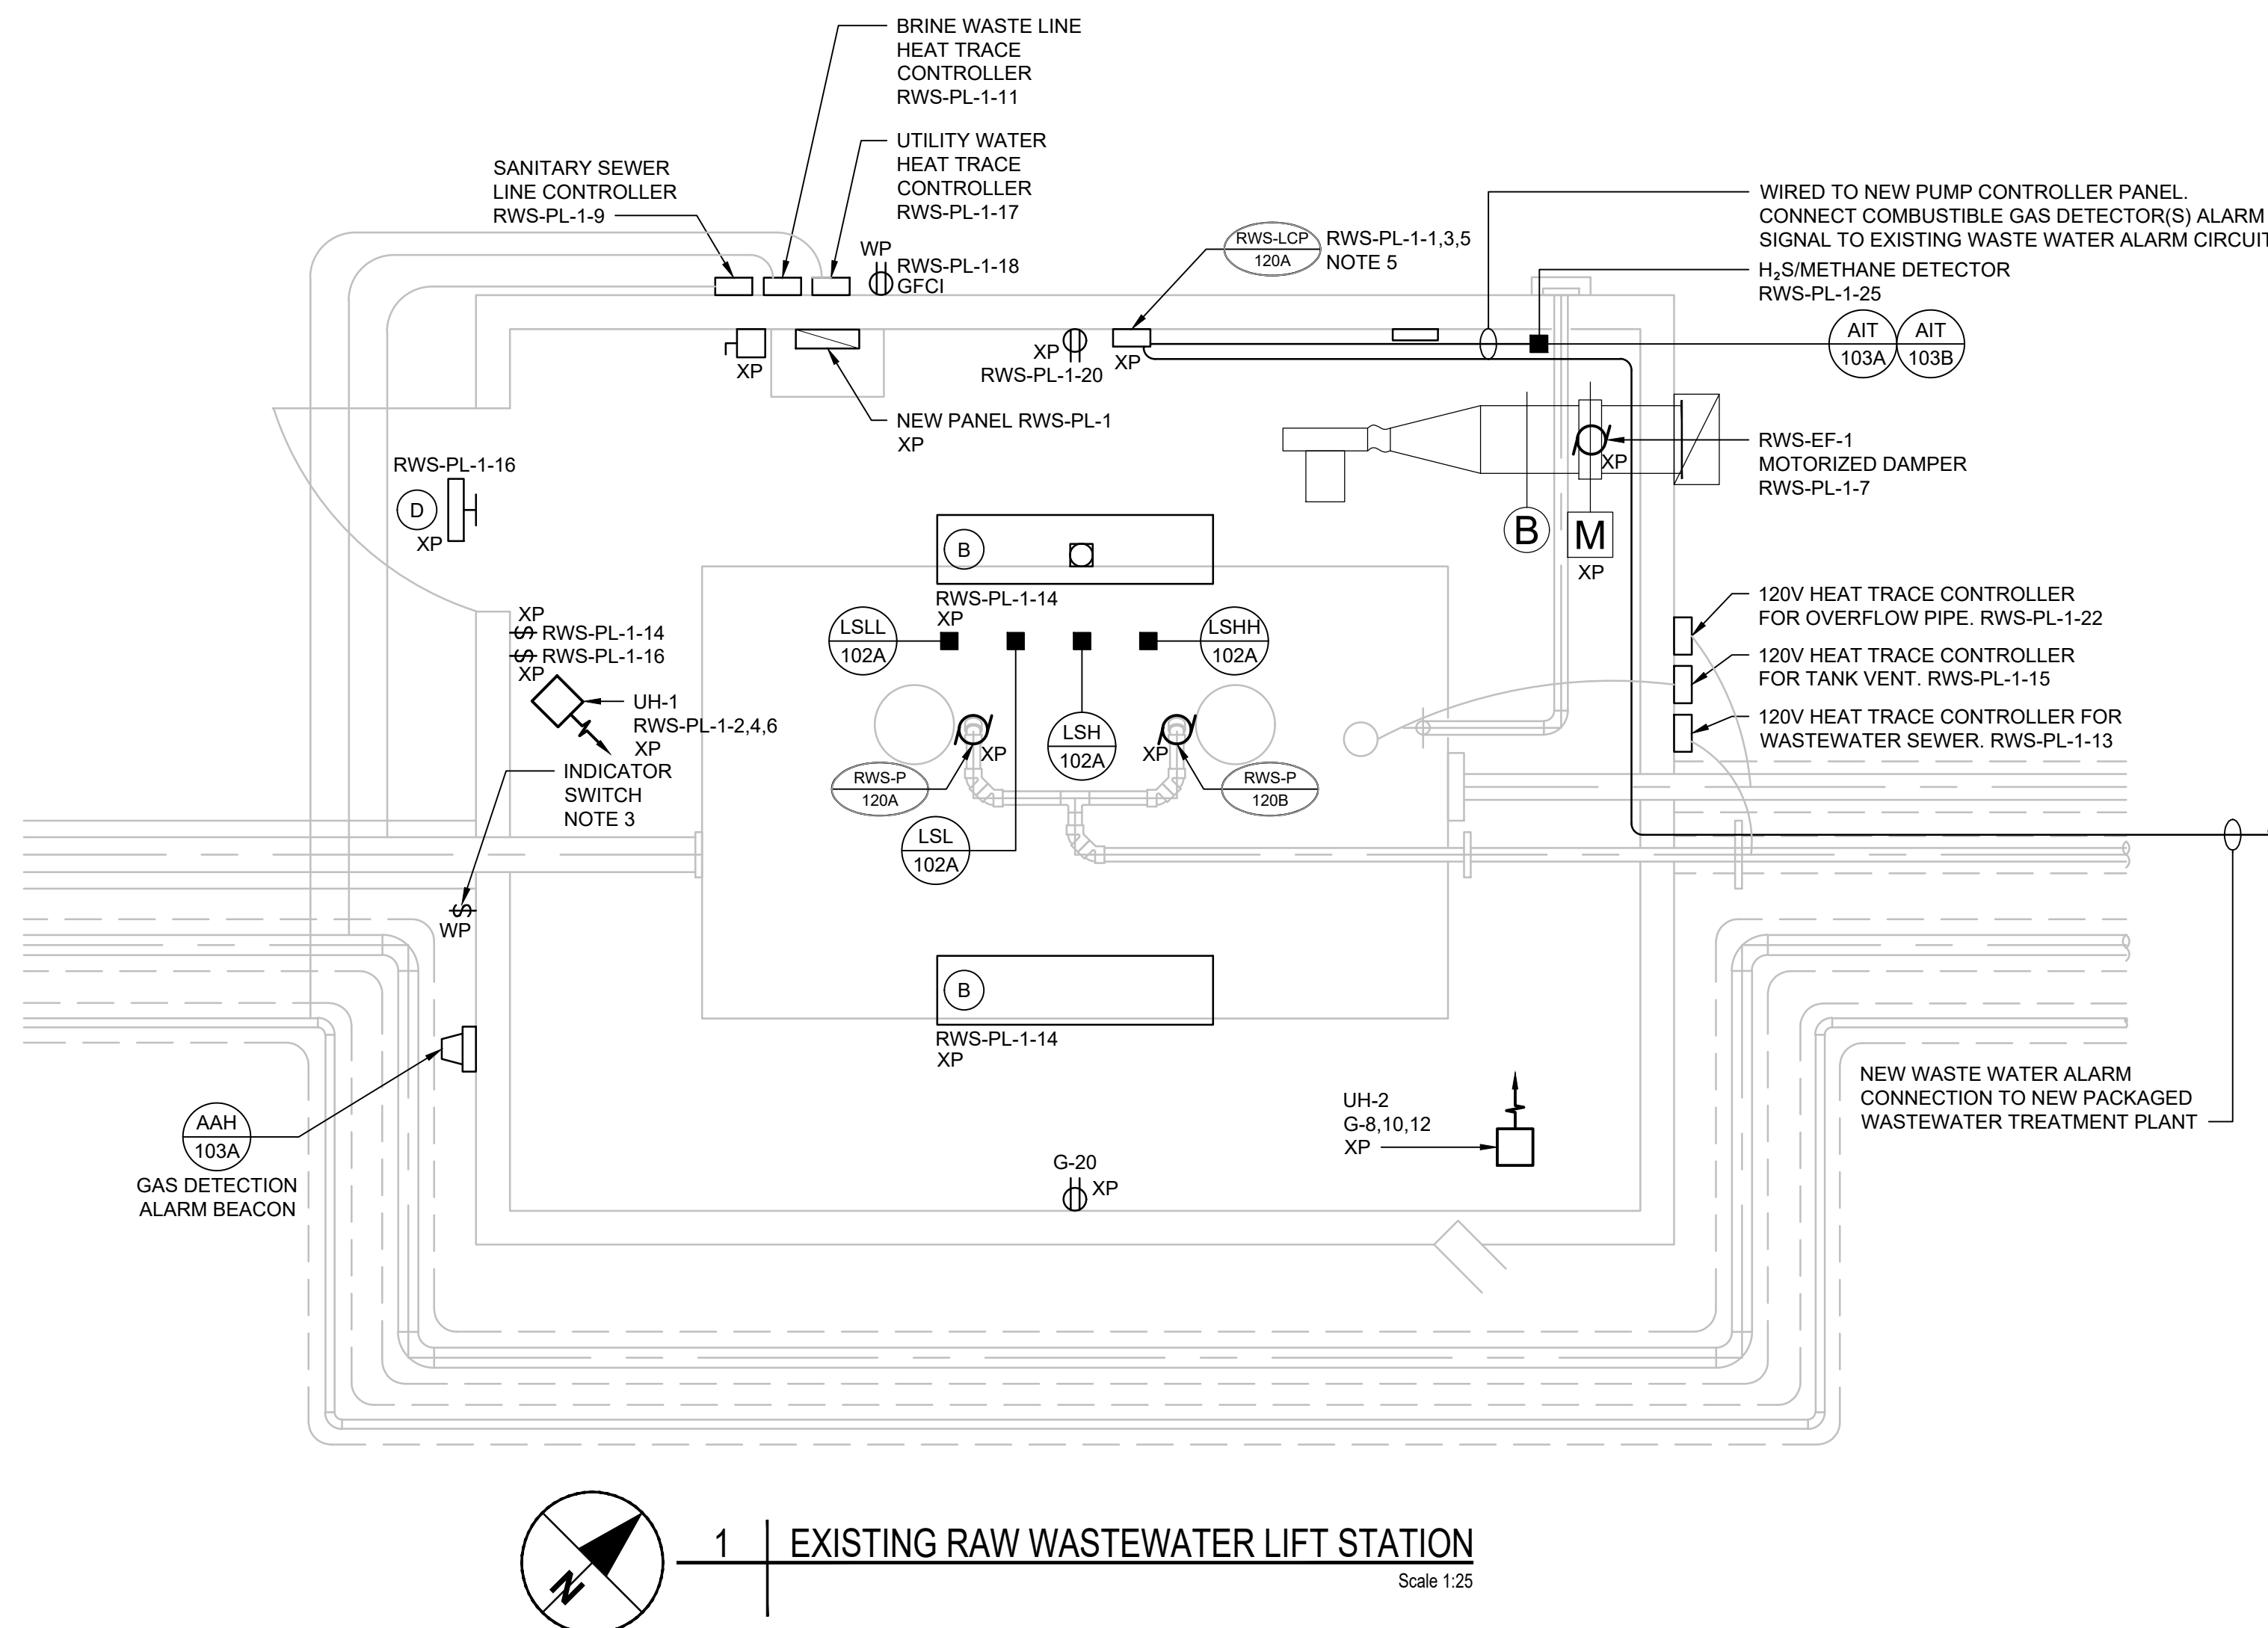 BRINE WASTE LINE
HEAT TRACE
CONTROLLER
RWS-PL-1-11
UTILITY WATER
HEAT TRACE
CONTROLLER
RWS-PL-1-17
SANITARY SEWER
LINE CONTROLLER
RWS-PL-1-9
WP
RWS-PL-1-18
GFCI
RWS-LCP
120A
RWS-PL-1-1,3,5
NOTE 5
WIRED TO NEW PUMP CONTROLLER PANEL.
CONNECT COMBUSTIBLE GAS DETECTOR(S) ALARM
SIGNAL TO EXISTING WASTE WATER ALARM CIRCUIT
H₂S/METHANE DETECTOR
RWS-PL-1-25
AIT
103A
AIT
103B
XP
XP
RWS-PL-1-20
XP
NEW PANEL RWS-PL-1
XP
RWS-EF-1
MOTORIZED DAMPER
RWS-PL-1-7
XP
B
M
XP
RWS-PL-1-16
D
XP
B
RWS-PL-1-14
XP
XP
RWS-PL-1-14
RWS-PL-1-16
XP
LSLL
102A
LSHH
102A
120V HEAT TRACE CONTROLLER
FOR OVERFLOW PIPE. RWS-PL-1-22
120V HEAT TRACE CONTROLLER
FOR TANK VENT. RWS-PL-1-15
120V HEAT TRACE CONTROLLER FOR
WASTEWATER SEWER. RWS-PL-1-13
UH-1
RWS-PL-1-2,4,6
XP
INDICATOR
SWITCH
NOTE 3
WP
XP
LSH
102A
XP
RWS-P
120A
RWS-P
120B
LSL
102A
B
RWS-PL-1-14
XP
AAH
103A
GAS DETECTION
ALARM BEACON
UH-2
G-8,10,12
XP
G-20
XP
NEW WASTE WATER ALARM
CONNECTION TO NEW PACKAGED
WASTEWATER TREATMENT PLANT
N
1
EXISTING RAW WASTEWATER LIFT STATION
Scale 1:25